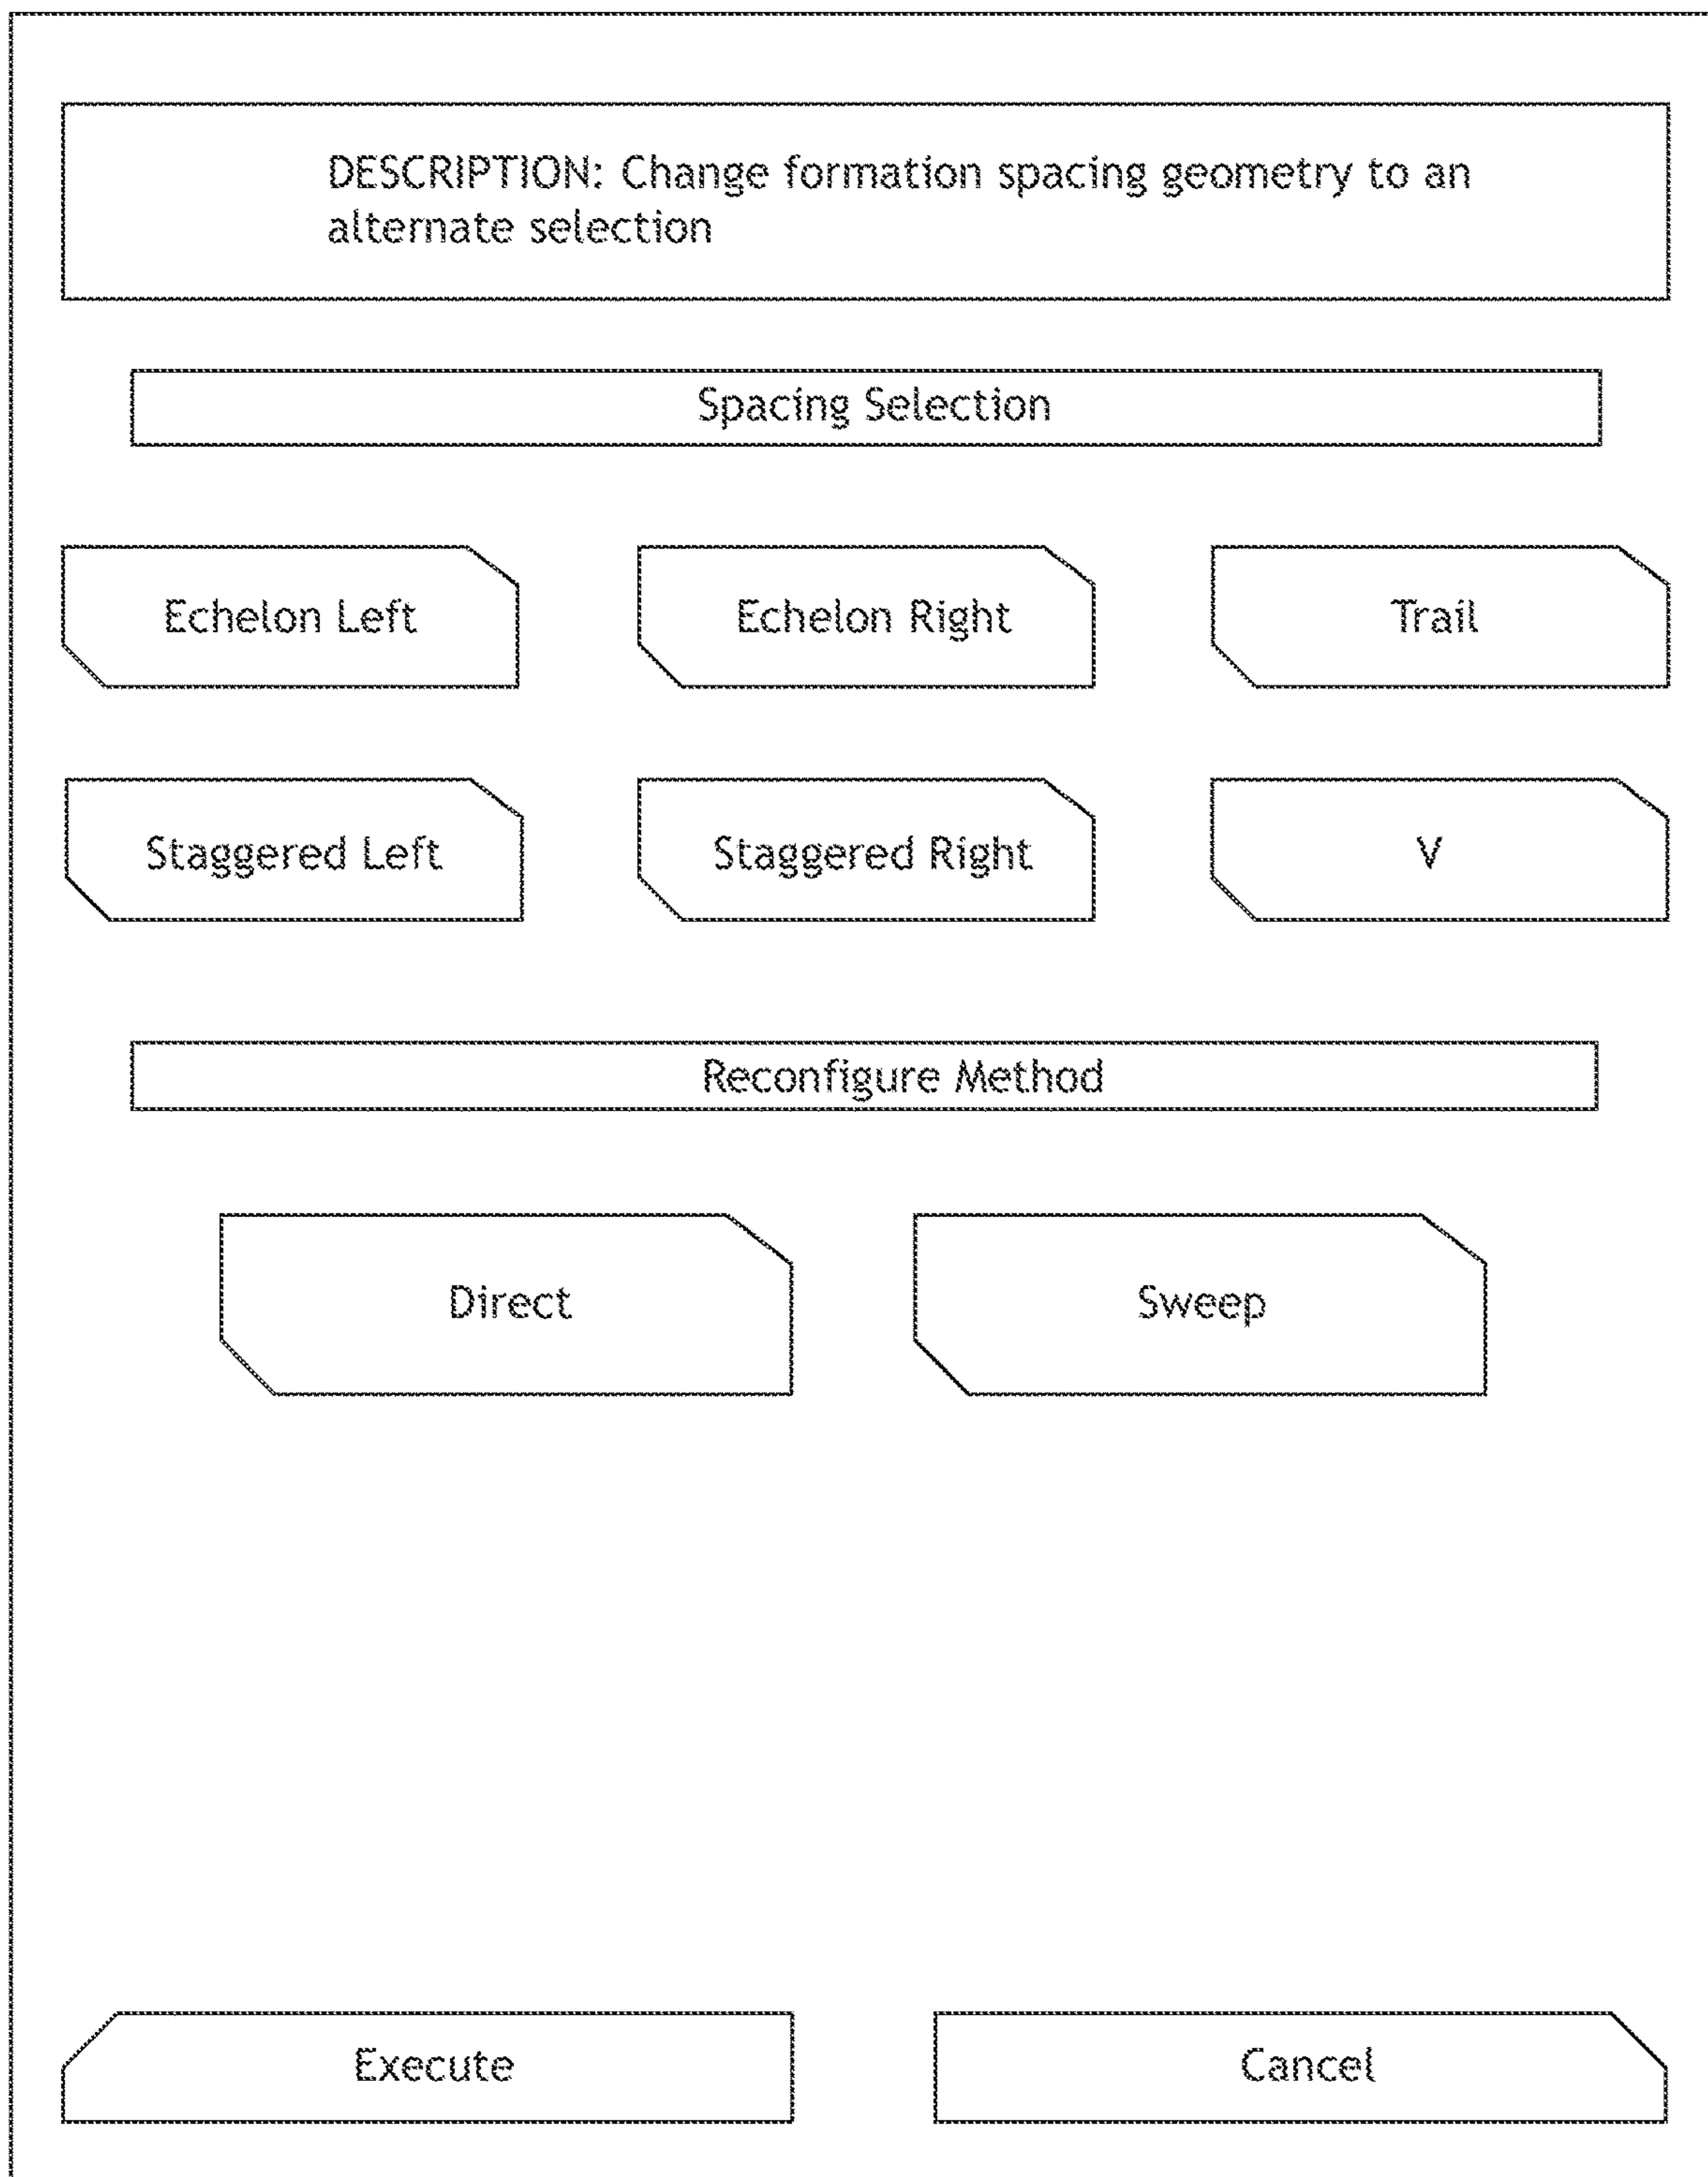 DESCRIPTION: Change formation spacing geometry to an
alternate selection
Spacing Selection
Echelon Left
Echelon Right
Trail
Staggered Left
Staggered Right
V
Reconfigure Method
Direct
Sweep
Execute
Cancel